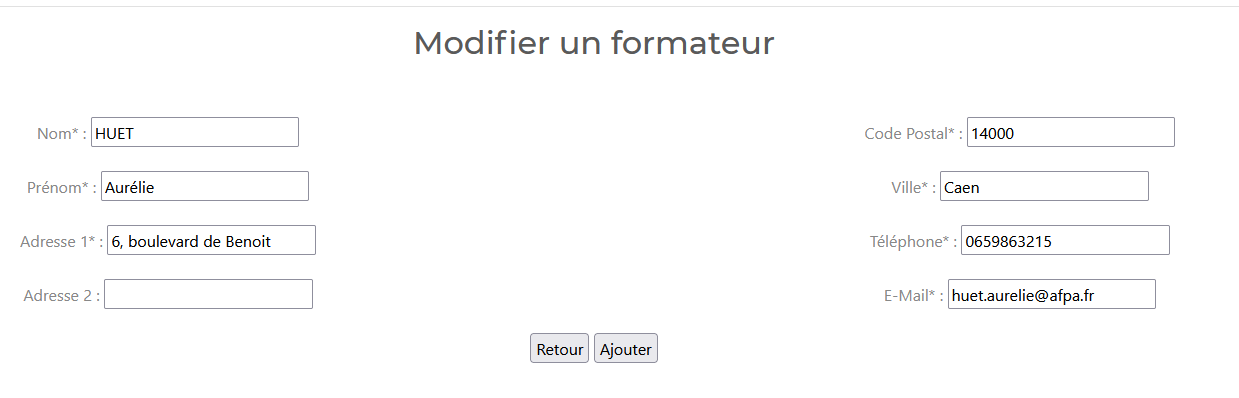 Modifier un formateur
Nom* : HUET
Prénom* : Aurélie
Adresse 1* : 6, boulevard de Benoit
Adresse 2 :
Code Postal* : 14000
Ville* : Caen
Téléphone* : 0659863215
E-Mail* : huet.aurelie@afpa.fr
Retour Ajouter